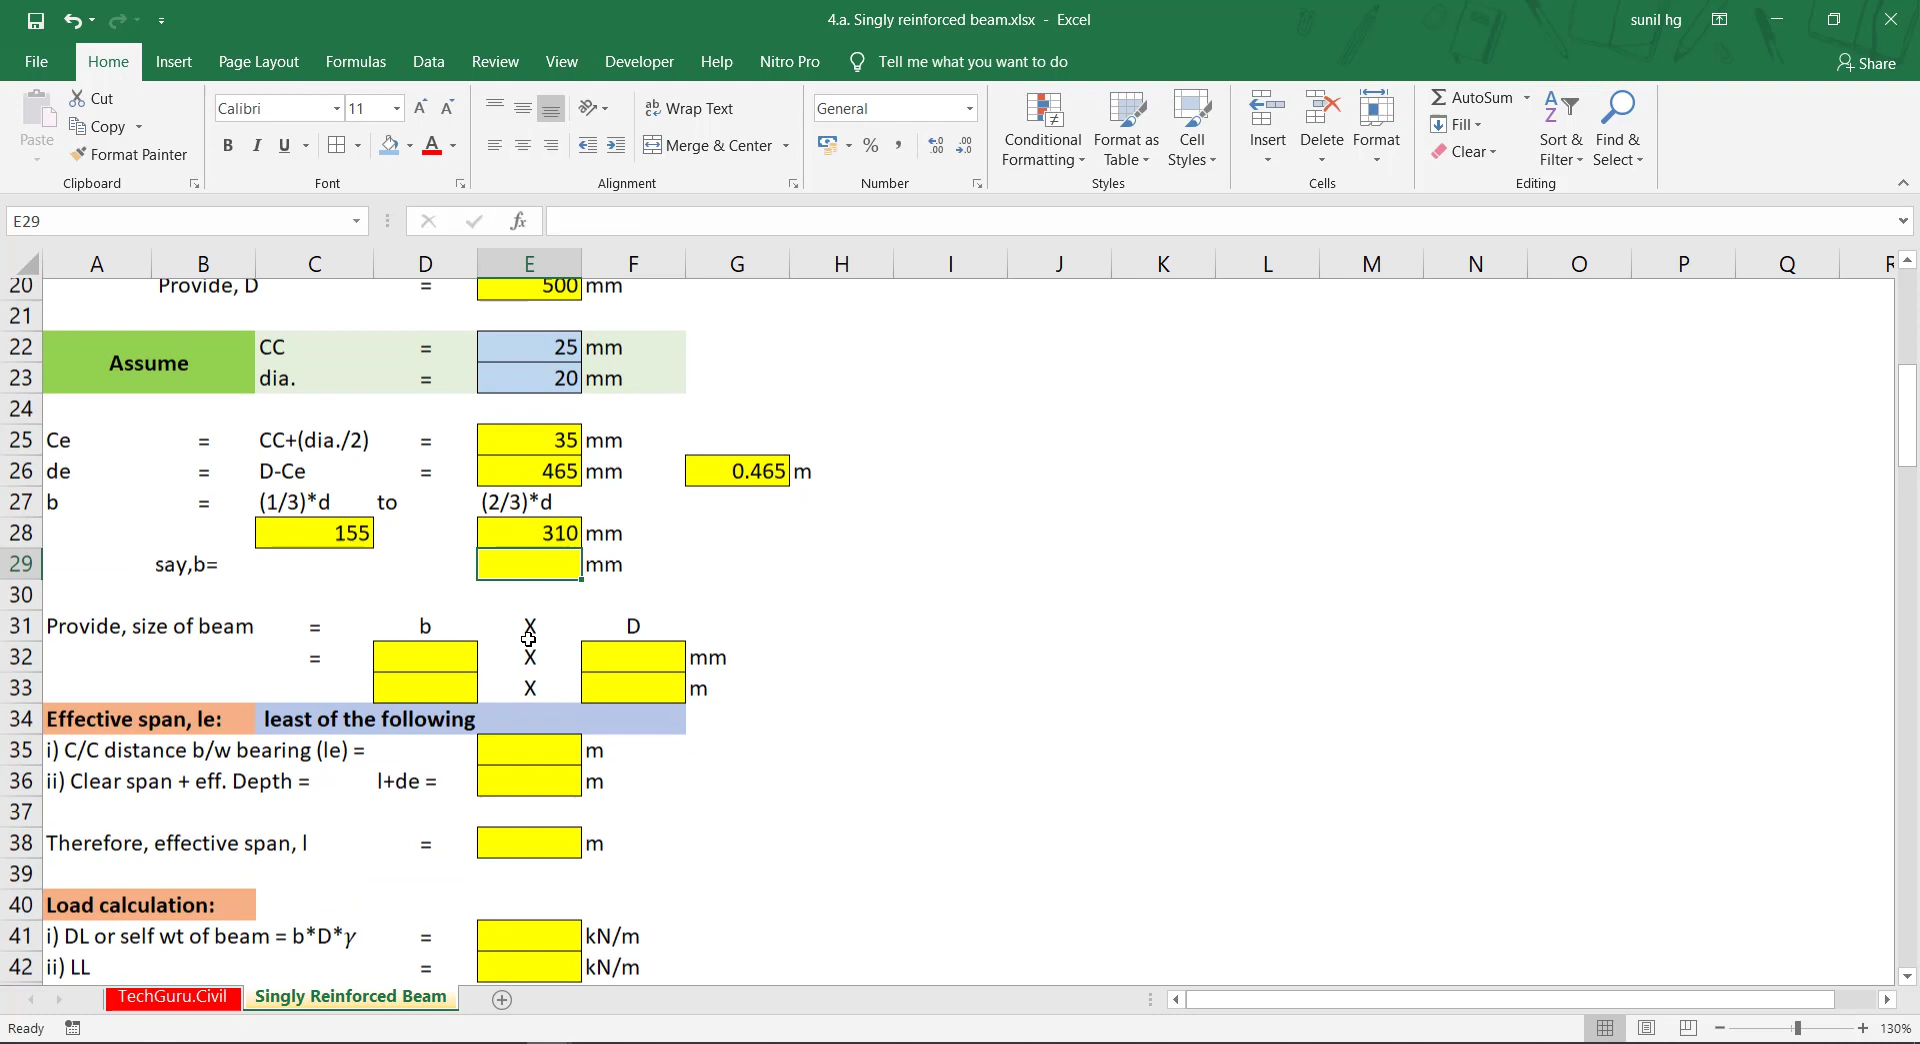 4.a. Singly reinforced beam.xlsx - Excel
sunil hg
File Home Insert Page Layout Formulas Data Review View Developer Help Nitro Pro Tell me what you want to do Share
Paste
Cut
Copy
Format Painter
Clipboard
Calibri 11
B I U
Font
Wrap Text
Merge & Center
Alignment
General
%
Number
Conditional Formatting
Format as Table
Cell Styles
Styles
Insert
Delete
Format
Cells
AutoSum
Fill
Clear
Sort & Filter
Find & Select
Editing
E29 fx
A B C D E F G H I J K L M N O P Q R
20 Provide, D = 500 mm
21
22 CC = 25 mm
Assume
23 dia. = 20 mm
24
25 Ce = CC+(dia./2) = 35 mm
26 de = D-Ce = 465 mm 0.465 m
27 b = (1/3)*d to (2/3)*d
28 155 310 mm
29 say,b= mm
30
31 Provide, size of beam = b X D
32 = X mm
33 X m
34 Effective span, le: least of the following
35 i) C/C distance b/w bearing (le) = m
36 ii) Clear span + eff. Depth = l+de = m
37
38 Therefore, effective span, l = m
39
40 Load calculation:
41 i) DL or self wt of beam = b*D*γ = kN/m
42 ii) LL = kN/m
TechGuru.Civil Singly Reinforced Beam
Ready 130%